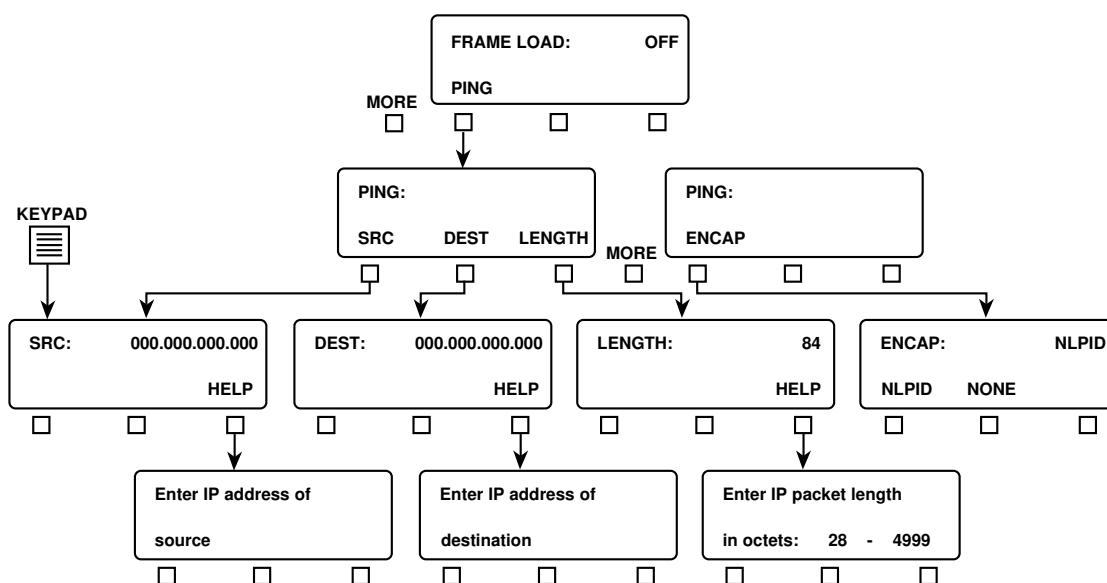 FRAME LOAD: OFF
PING
MORE
PING:
SRC DEST LENGTH
MORE
PING:
ENCAP
KEYPAD
SRC: 000.000.000.000
HELP
DEST: 000.000.000.000
HELP
LENGTH: 84
HELP
ENCAP: NLPID
NLPID NONE
Enter IP address of
source
Enter IP address of
destination
Enter IP packet length
in octets: 28 - 4999